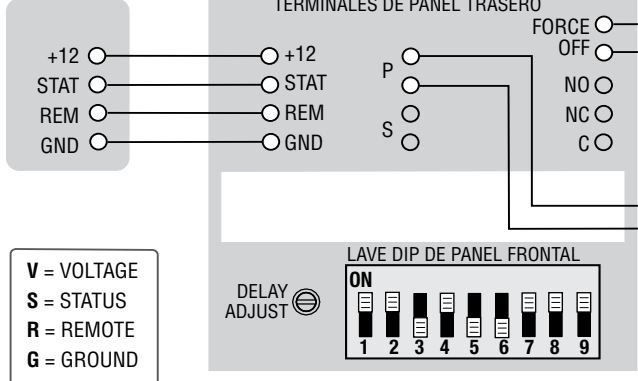 TERMINALES DE PANEL TRASERO
FORCE
OFF
+12
STAT
REM
GND
+12
STAT
REM
GND
P
S
NO
NC
C
V = VOLTAGE
S = STATUS
R = REMOTE
G = GROUND
DELAY
ADJUST
LAVE DIP DE PANEL FRONTAL
ON
1 2 3 4 5 6 7 8 9